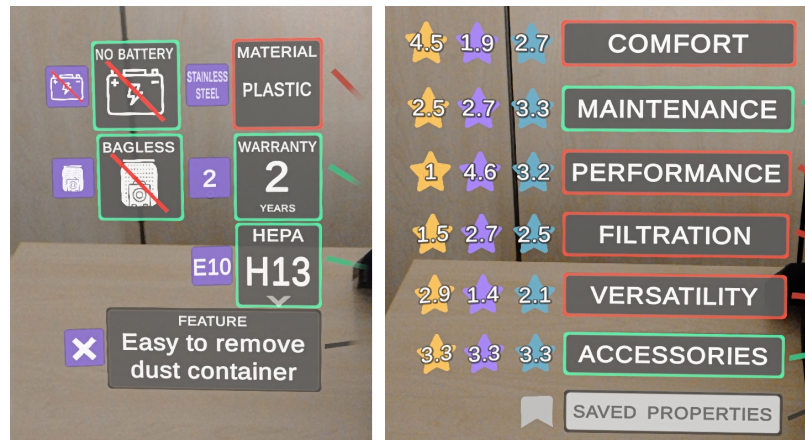 NO BATTERY
STAINLESS
STEEL
MATERIAL
PLASTIC
BAGLESS
2
WARRANTY
2
YEARS
E10
HEPA
H13
FEATURE
Easy to remove
dust container
4.5 1.9 2.7 COMFORT
2.5 2.7 3.3 MAINTENANCE
1 4.6 3.2 PERFORMANCE
1.5 2.7 2.5 FILTRATION
2.9 1.4 2.1 VERSATILITY
3.3 3.3 3.3 ACCESSORIES
SAVED PROPERTIES